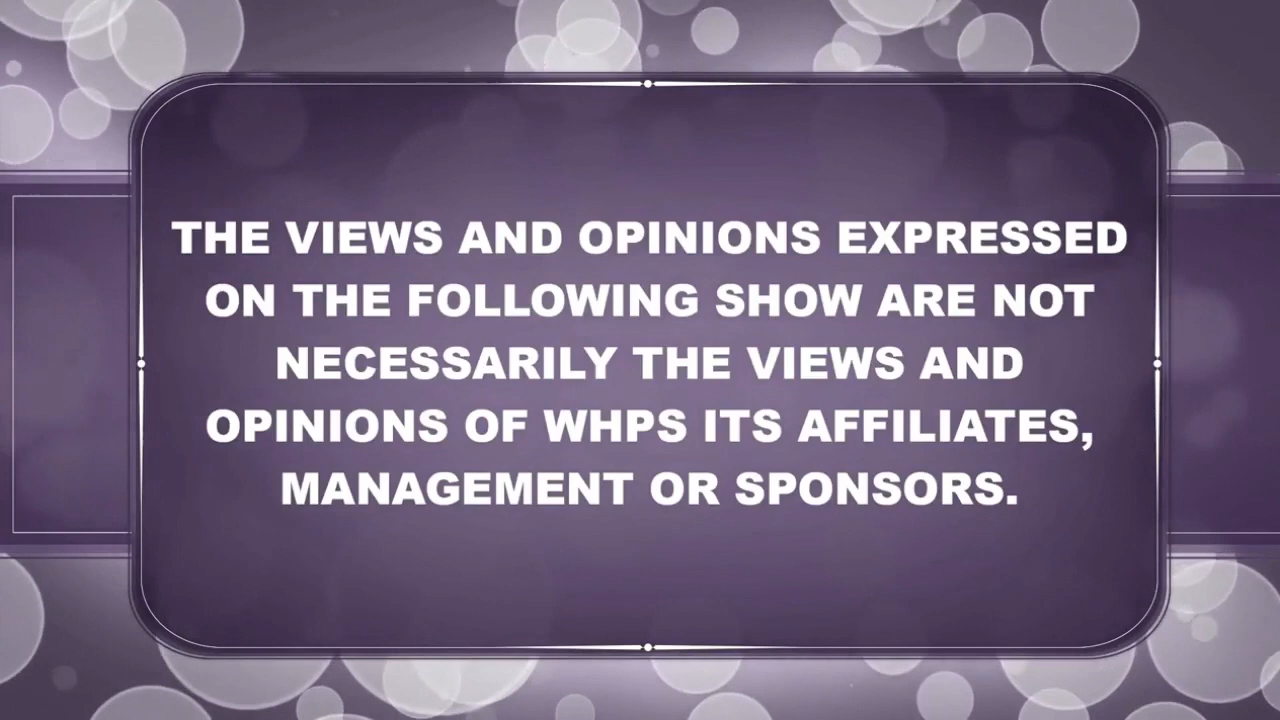 THE VIEWS AND OPINIONS EXPRESSED
ON THE FOLLOWING SHOW ARE NOT
NECESSARILY THE VIEWS AND
OPINIONS OF WHPS ITS AFFILIATES,
MANAGEMENT OR SPONSORS.